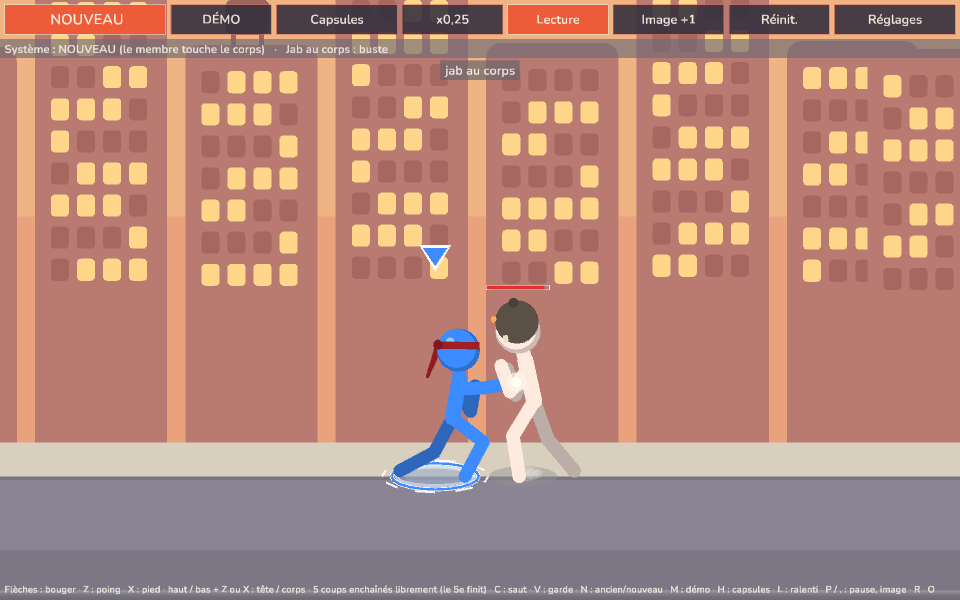 NOUVEAU DÉMO Capsules x0,25 Lecture Image +1 Réinit. Réglages
Système : NOUVEAU (le membre touche le corps) · Jab au corps : buste
jab au corps
Flèches : bouger · Z : poing · X : pied · haut / bas + Z ou X : tête / corps · 5 coups enchaînés librement (le 5e finit) · C : saut · V : garde · N : ancien/nouveau · M : démo · H : capsules · L : ralenti · P / . : pause, image · R · O